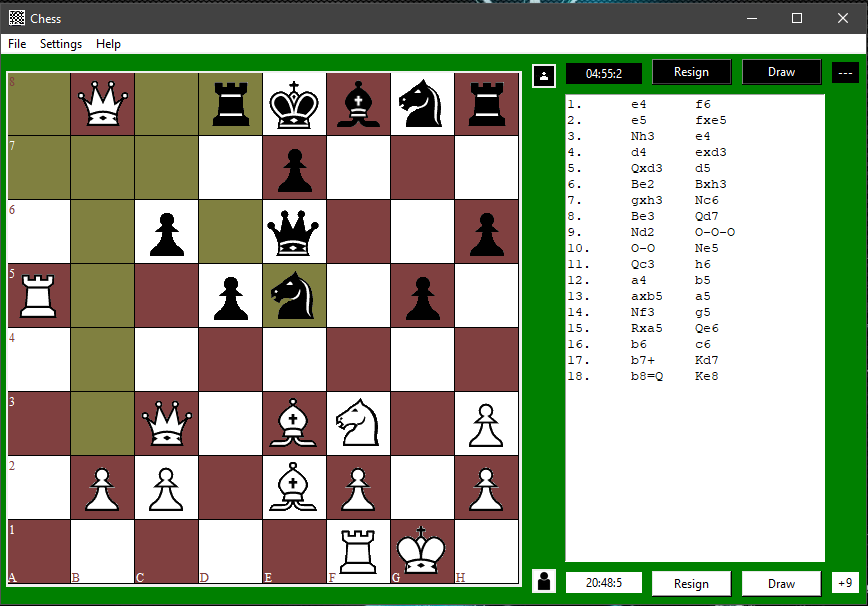 Chess
File Settings Help
04:55:2 Resign Draw ---
8
7
6
5
4
3
2
1
A B C D E F G H
1. e4 f6
2. e5 fxe5
3. Nh3 e4
4. d4 exd3
5. Qxd3 d5
6. Be2 Bxh3
7. gxh3 Nc6
8. Be3 Qd7
9. Nd2 O-O-O
10. O-O Ne5
11. Qc3 h6
12. a4 b5
13. axb5 a5
14. Nf3 g5
15. Rxa5 Qe6
16. b6 c6
17. b7+ Kd7
18. b8=Q Ke8
20:48:5 Resign Draw +9